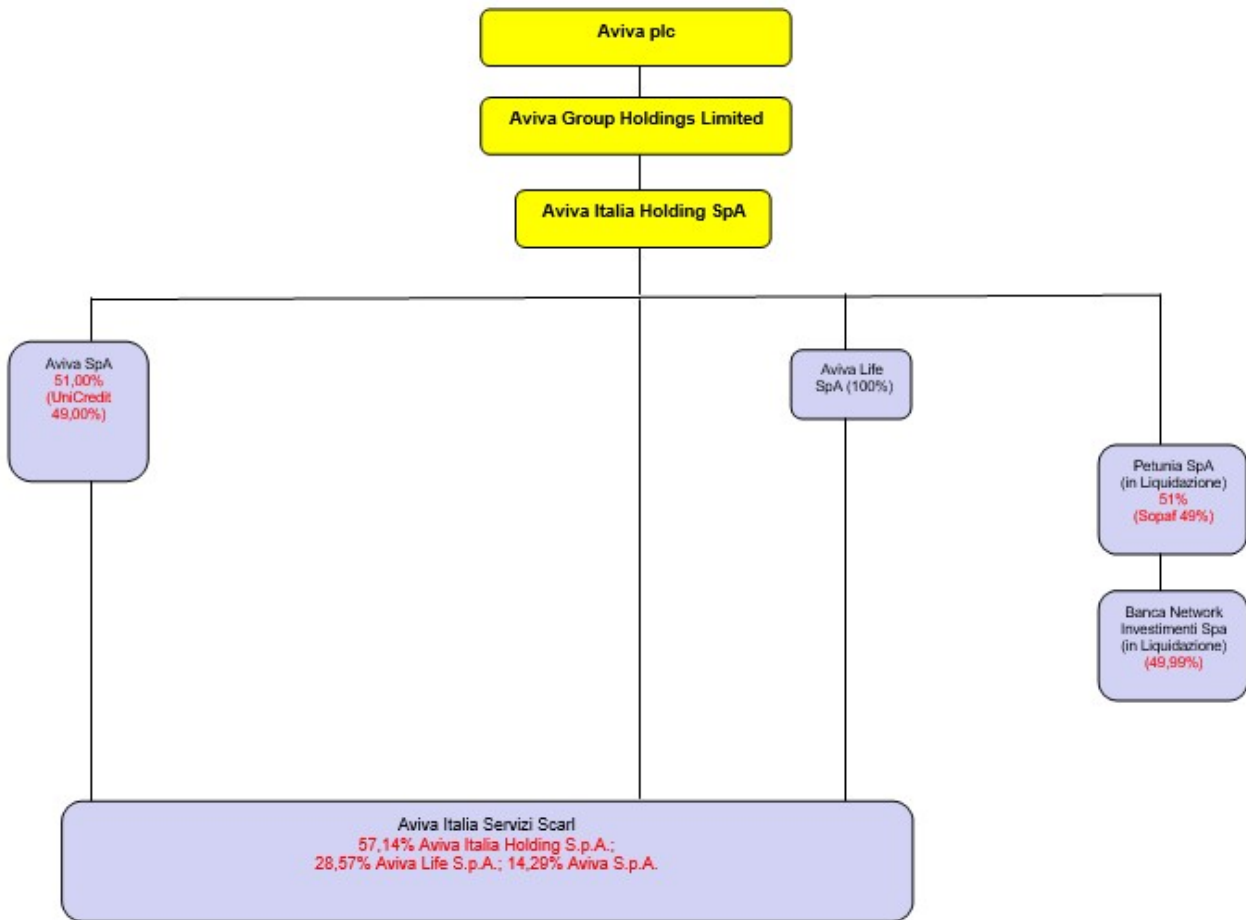 Aviva plc
Aviva Group Holdings Limited
Aviva Italia Holding SpA
Aviva SpA
51,00%
(UniCredit
49,00%)
Aviva Life
SpA (100%)
Petunia SpA
(in Liquidazione)
51%
(Sopaf 49%)
Banca Network
Investimenti Spa
(in Liquidazione)
(49,99%)
Aviva Italia Servizi Scarl
57,14% Aviva Italia Holding S.p.A.;
28,57% Aviva Life S.p.A.; 14,29% Aviva S.p.A.